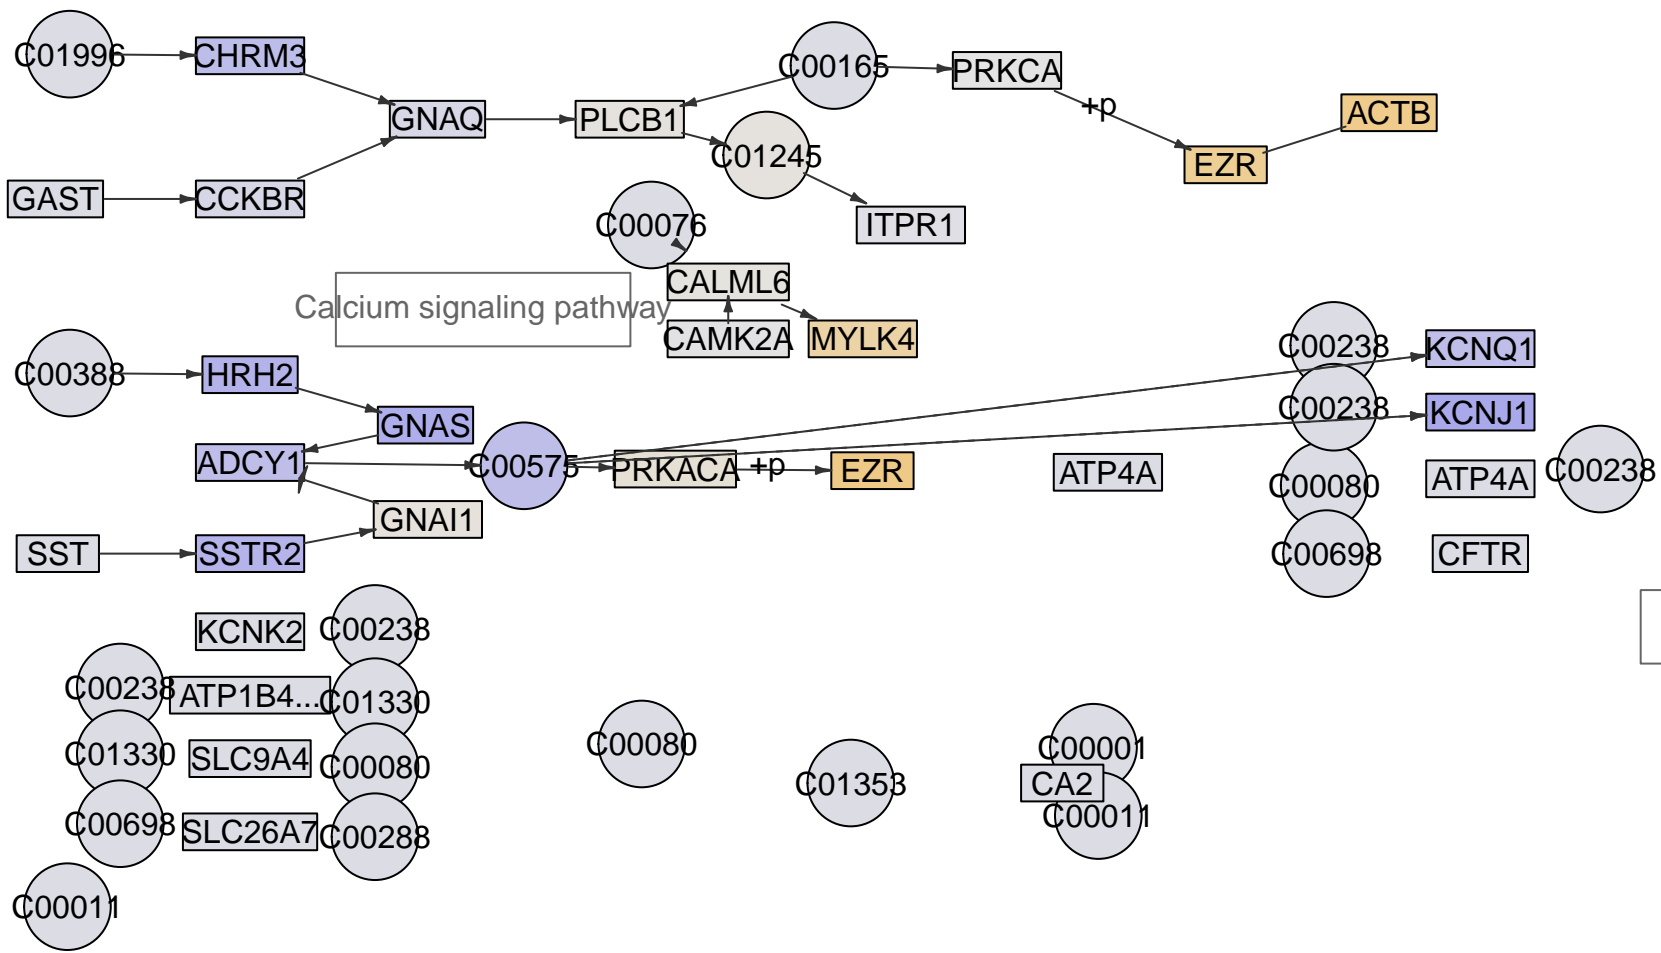 C01996
CHRM3
C00165
PRKCA
+p
ACTB
GNAQ
PLCB1
C01245
EZR
GAST
CCKBR
C00076
ITPR1
CALML6
Calcium signaling pathway
CAMK2A
MYLK4
C00238
KCNQ1
C00388
HRH2
C00238
KCNJ1
GNAS
ADCY1
C00575
PRKACA
+p
EZR
ATP4A
C00080
ATP4A
C00238
GNAI1
SST
SSTR2
C00698
CFTR
KCNK2
C00238
C00238
ATP1B4...
C01330
C01330
SLC9A4
C00080
C00080
C01353
C00001
CA2
C00011
C00698
SLC26A7
C00288
C00011